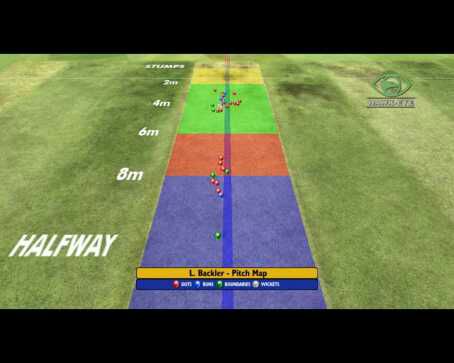 STUMPS
2m
4m
6m
8m
HALFWAY
L. Backler - Pitch Map
DOTS RUNS BOUNDARIES WICKETS